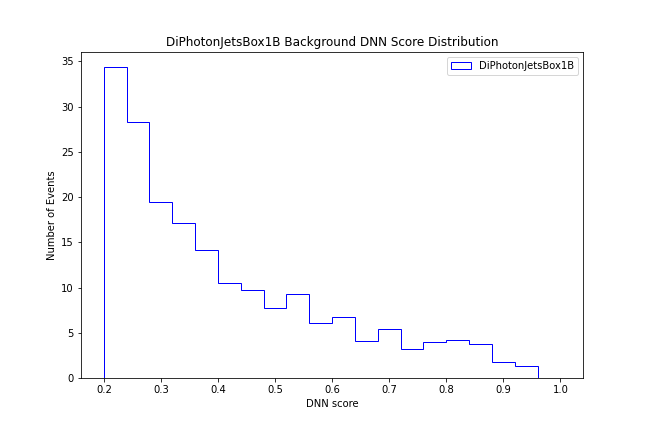 DiPhotonJetsBox1B Background DNN Score Distribution
DiPhotonJetsBox1B
Number of Events
35
30
25
20
15
10
5
0
0.2 0.3 0.4 0.5 0.6 0.7 0.8 0.9 1.0
DNN score